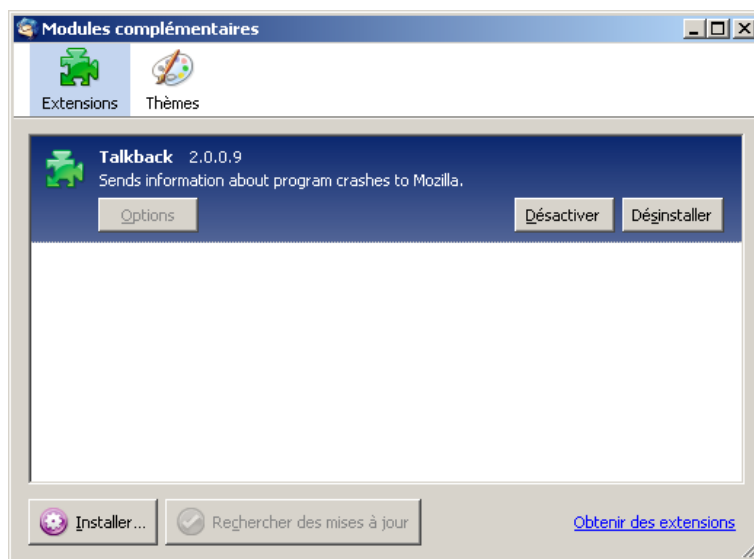 Modules complémentaires
Extensions
Thèmes
Talkback 2.0.0.9
Sends information about program crashes to Mozilla.
Options
Désactiver
Désinstaller
Installer...
Rechercher des mises à jour
Obtenir des extensions